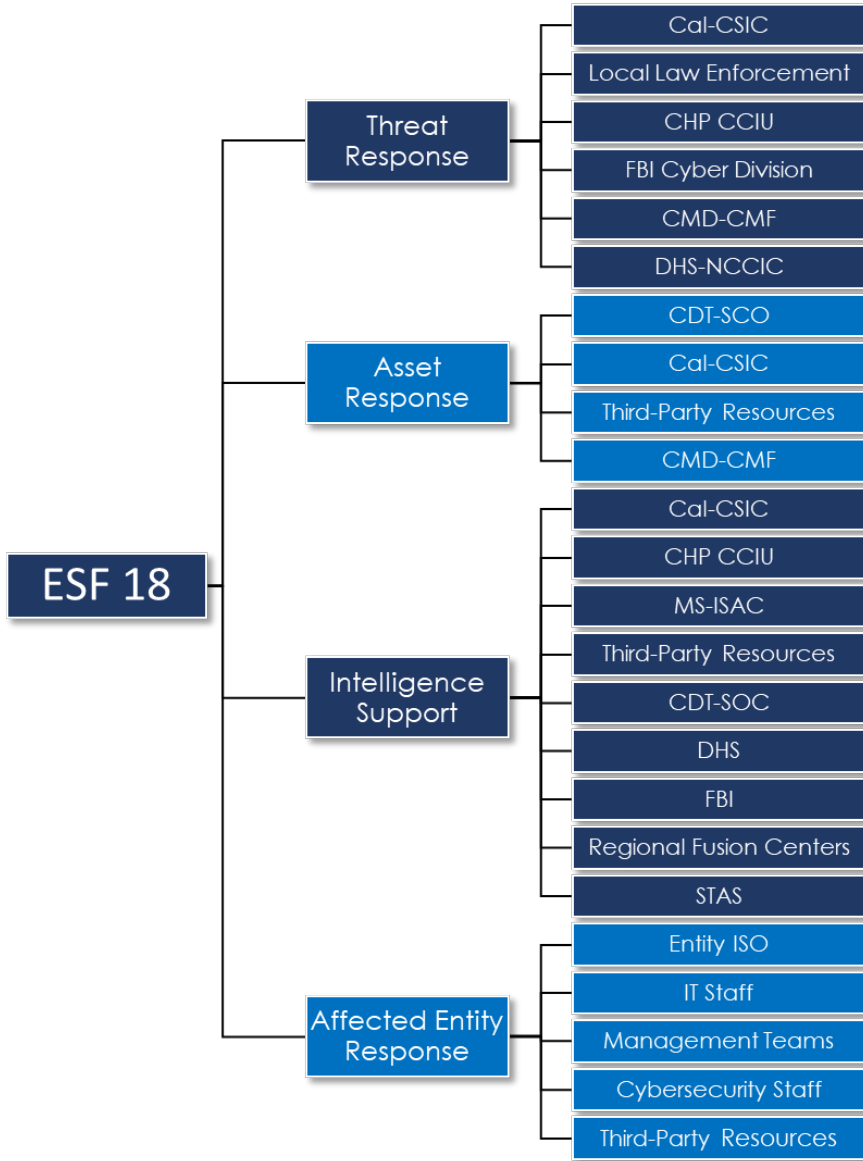 ESF 18
Threat
Response
Cal-CSIC
Local Law Enforcement
CHP CCIU
FBI Cyber Division
CMD-CMF
DHS-NCCIC
Asset
Response
CDT-SCO
Cal-CSIC
Third-Party Resources
CMD-CMF
Intelligence
Support
Cal-CSIC
CHP CCIU
MS-ISAC
Third-Party Resources
CDT-SOC
DHS
FBI
Regional Fusion Centers
STAS
Affected Entity
Response
Entity ISO
IT Staff
Management Teams
Cybersecurity Staff
Third-Party Resources